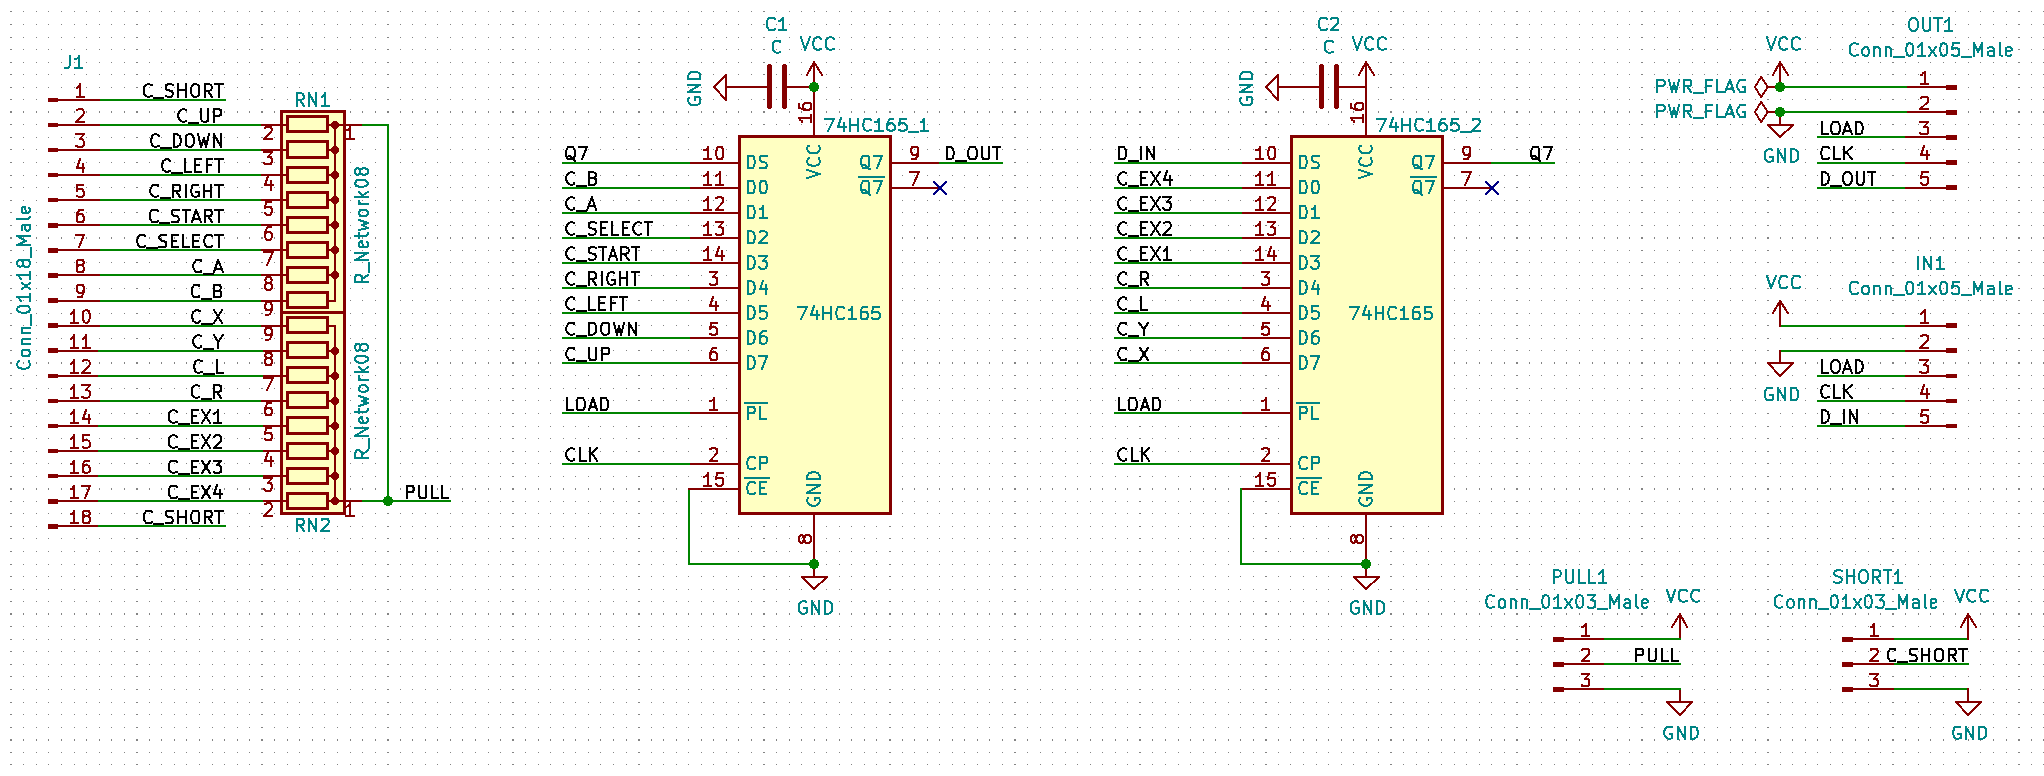 J1
Conn_01x18_Male
1 C_SHORT
2 C_UP
3 C_DOWN
4 C_LEFT
5 C_RIGHT
6 C_START
7 C_SELECT
8 C_A
9 C_B
10 C_X
11 C_Y
12 C_L
13 C_R
14 C_EX1
15 C_EX2
16 C_EX3
17 C_EX4
18 C_SHORT
RN1
R_Network08
2 1
3
4
5
6
7
8
9
9
8
7
6
5
4
3
2 1
R_Network08
RN2
PULL
C1
C VCC
GND
16
74HC165_1
Q7 10 DS VCC Q7 9 D_OUT
C_B 11 D0 Q7 7
C_A 12 D1
C_SELECT 13 D2
C_START 14 D3
C_RIGHT 3 D4
C_LEFT 4 D5 74HC165
C_DOWN 5 D6
C_UP 6 D7
LOAD 1 PL
CLK 2 CP
15 CE GND
8
GND
C2
C VCC
GND
16
74HC165_2
D_IN 10 DS VCC Q7 9 Q7
C_EX4 11 D0 Q7 7
C_EX3 12 D1
C_EX2 13 D2
C_EX1 14 D3
C_R 3 D4
C_L 4 D5 74HC165
C_Y 5 D6
C_X 6 D7
LOAD 1 PL
CLK 2 CP
15 CE GND
8
GND
OUT1
Conn_01x05_Male
VCC
PWR_FLAG 1
PWR_FLAG 2
GND
LOAD 3
CLK 4
D_OUT 5
IN1
Conn_01x05_Male
VCC
1
2
GND
LOAD 3
CLK 4
D_IN 5
PULL1
Conn_01x03_Male VCC
1
2 PULL
3
GND
SHORT1
Conn_01x03_Male VCC
1
2 C_SHORT
3
GND